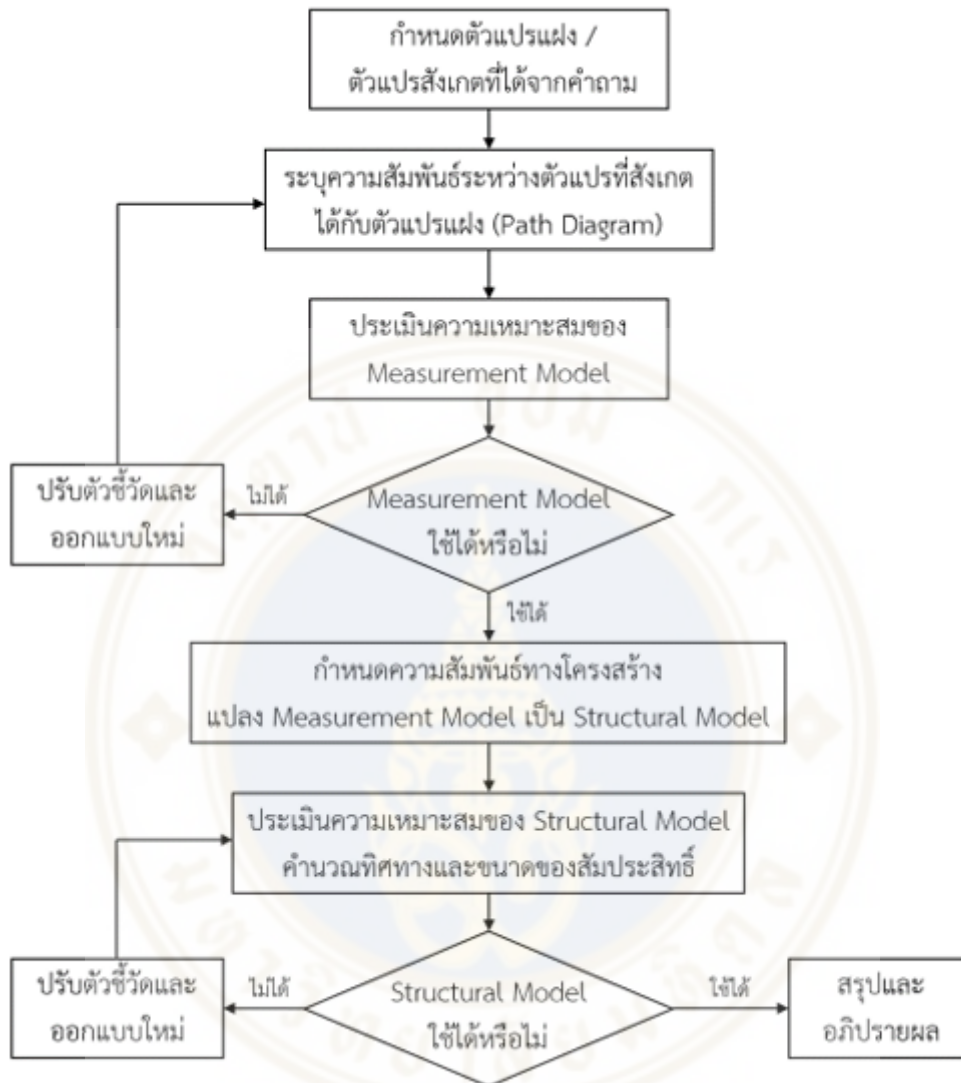 กำหนดตัวแปรแฝง /
ตัวแปรสังเกตที่ได้จากคำถาม
ระบุความสัมพันธ์ระหว่างตัวแปรที่สังเกต
ได้กับตัวแปรแฝง (Path Diagram)
ประเมินความเหมาะสมของ
Measurement Model
ปรับตัวชี้วัดและ
ออกแบบใหม่
ไม่ได้
Measurement Model
ใช้ได้หรือไม่
ใช้ได้
กำหนดความสัมพันธ์ทางโครงสร้าง
แปลง Measurement Model เป็น Structural Model
ประเมินความเหมาะสมของ Structural Model
คำนวณทิศทางและขนาดของสัมประสิทธิ์
ปรับตัวชี้วัดและ
ออกแบบใหม่
ไม่ได้
Structural Model
ใช้ได้หรือไม่
ใช้ได้
สรุปและ
อภิปรายผล